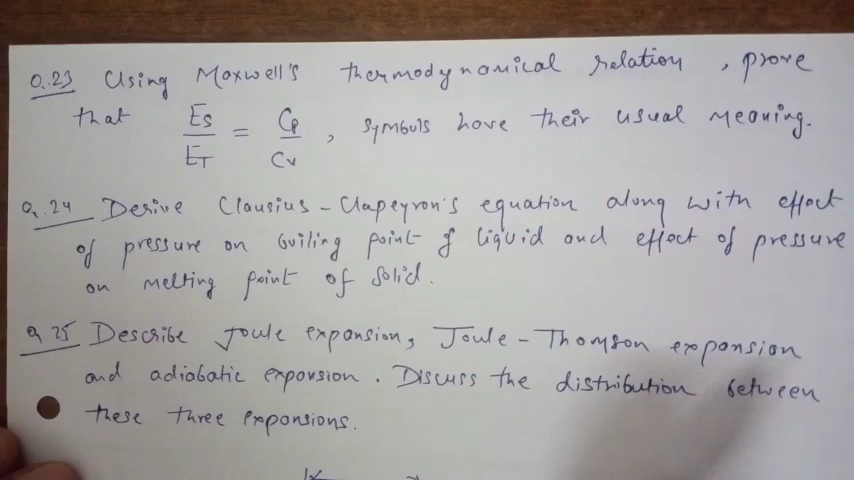 Q.23 Using Maxwell's thermodynamical relation, prove
that Es/ET = Cp/Cv, symbols have their usual meaning.
Q.24 Derive Clausius-Clapeyron's equation along with effect
of pressure on boiling point of liquid and effect of pressure
on melting point of solid.
Q.25 Describe Joule expansion, Joule-Thomson expansion
and adiabatic expansion. Discuss the distribution between
these three expansions.